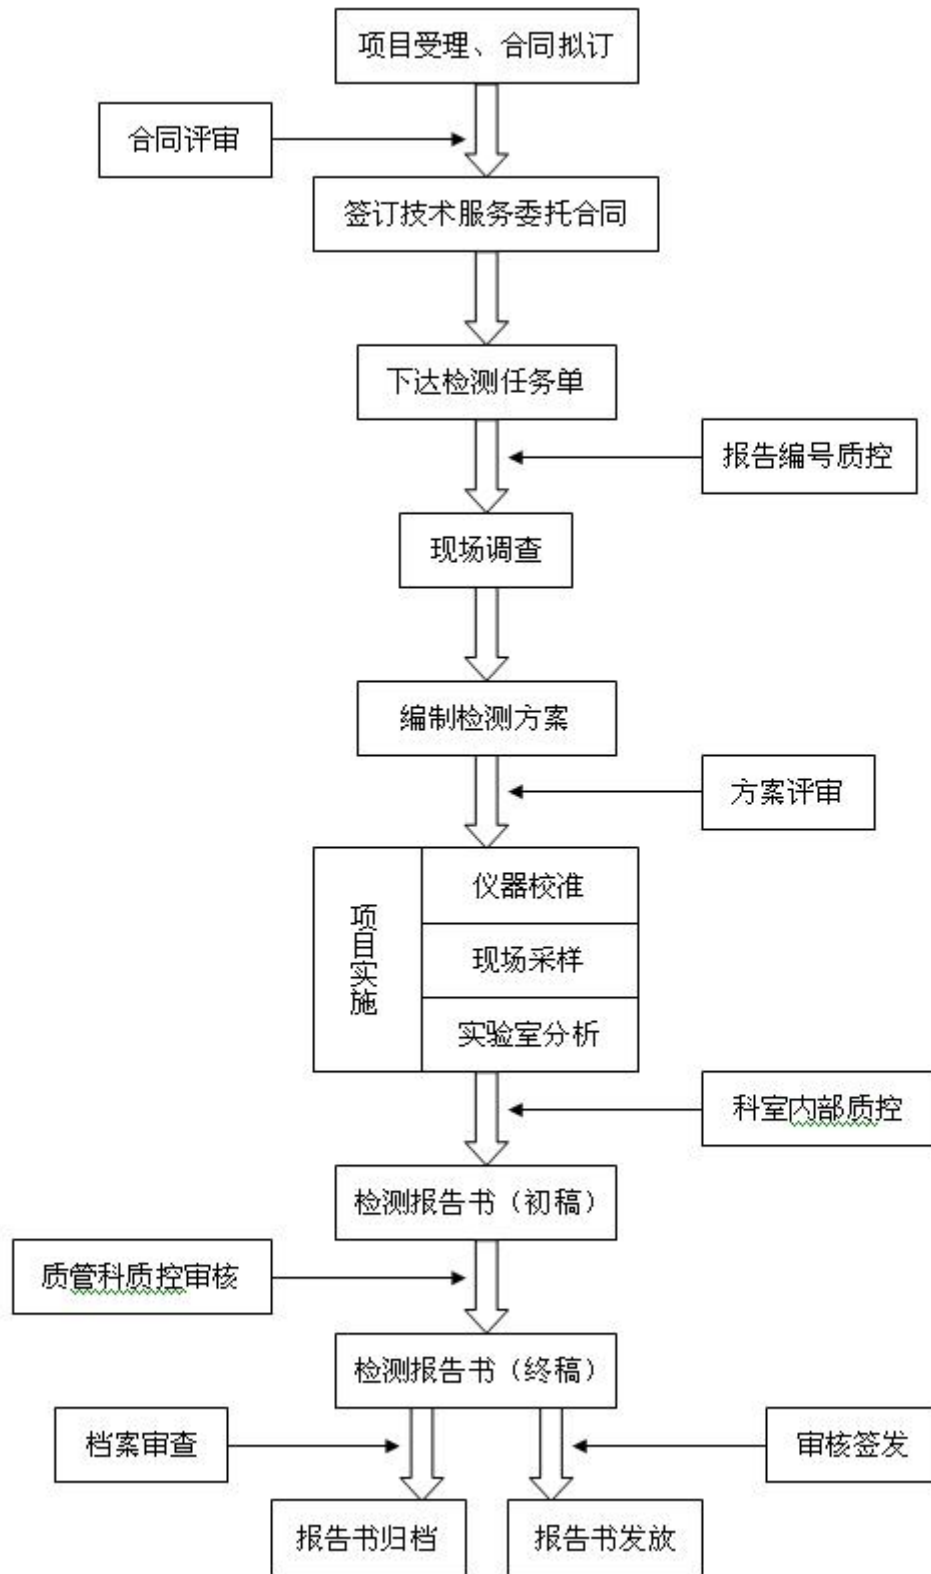 项目受理、合同拟订
合同评审
签订技术服务委托合同
下达检测任务单
报告编号质控
现场调查
编制检测方案
方案评审
项目实施
仪器校准
现场采样
实验室分析
科室内部质控
检测报告书（初稿）
质管科质控审核
检测报告书（终稿）
档案审查
审核签发
报告书归档
报告书发放